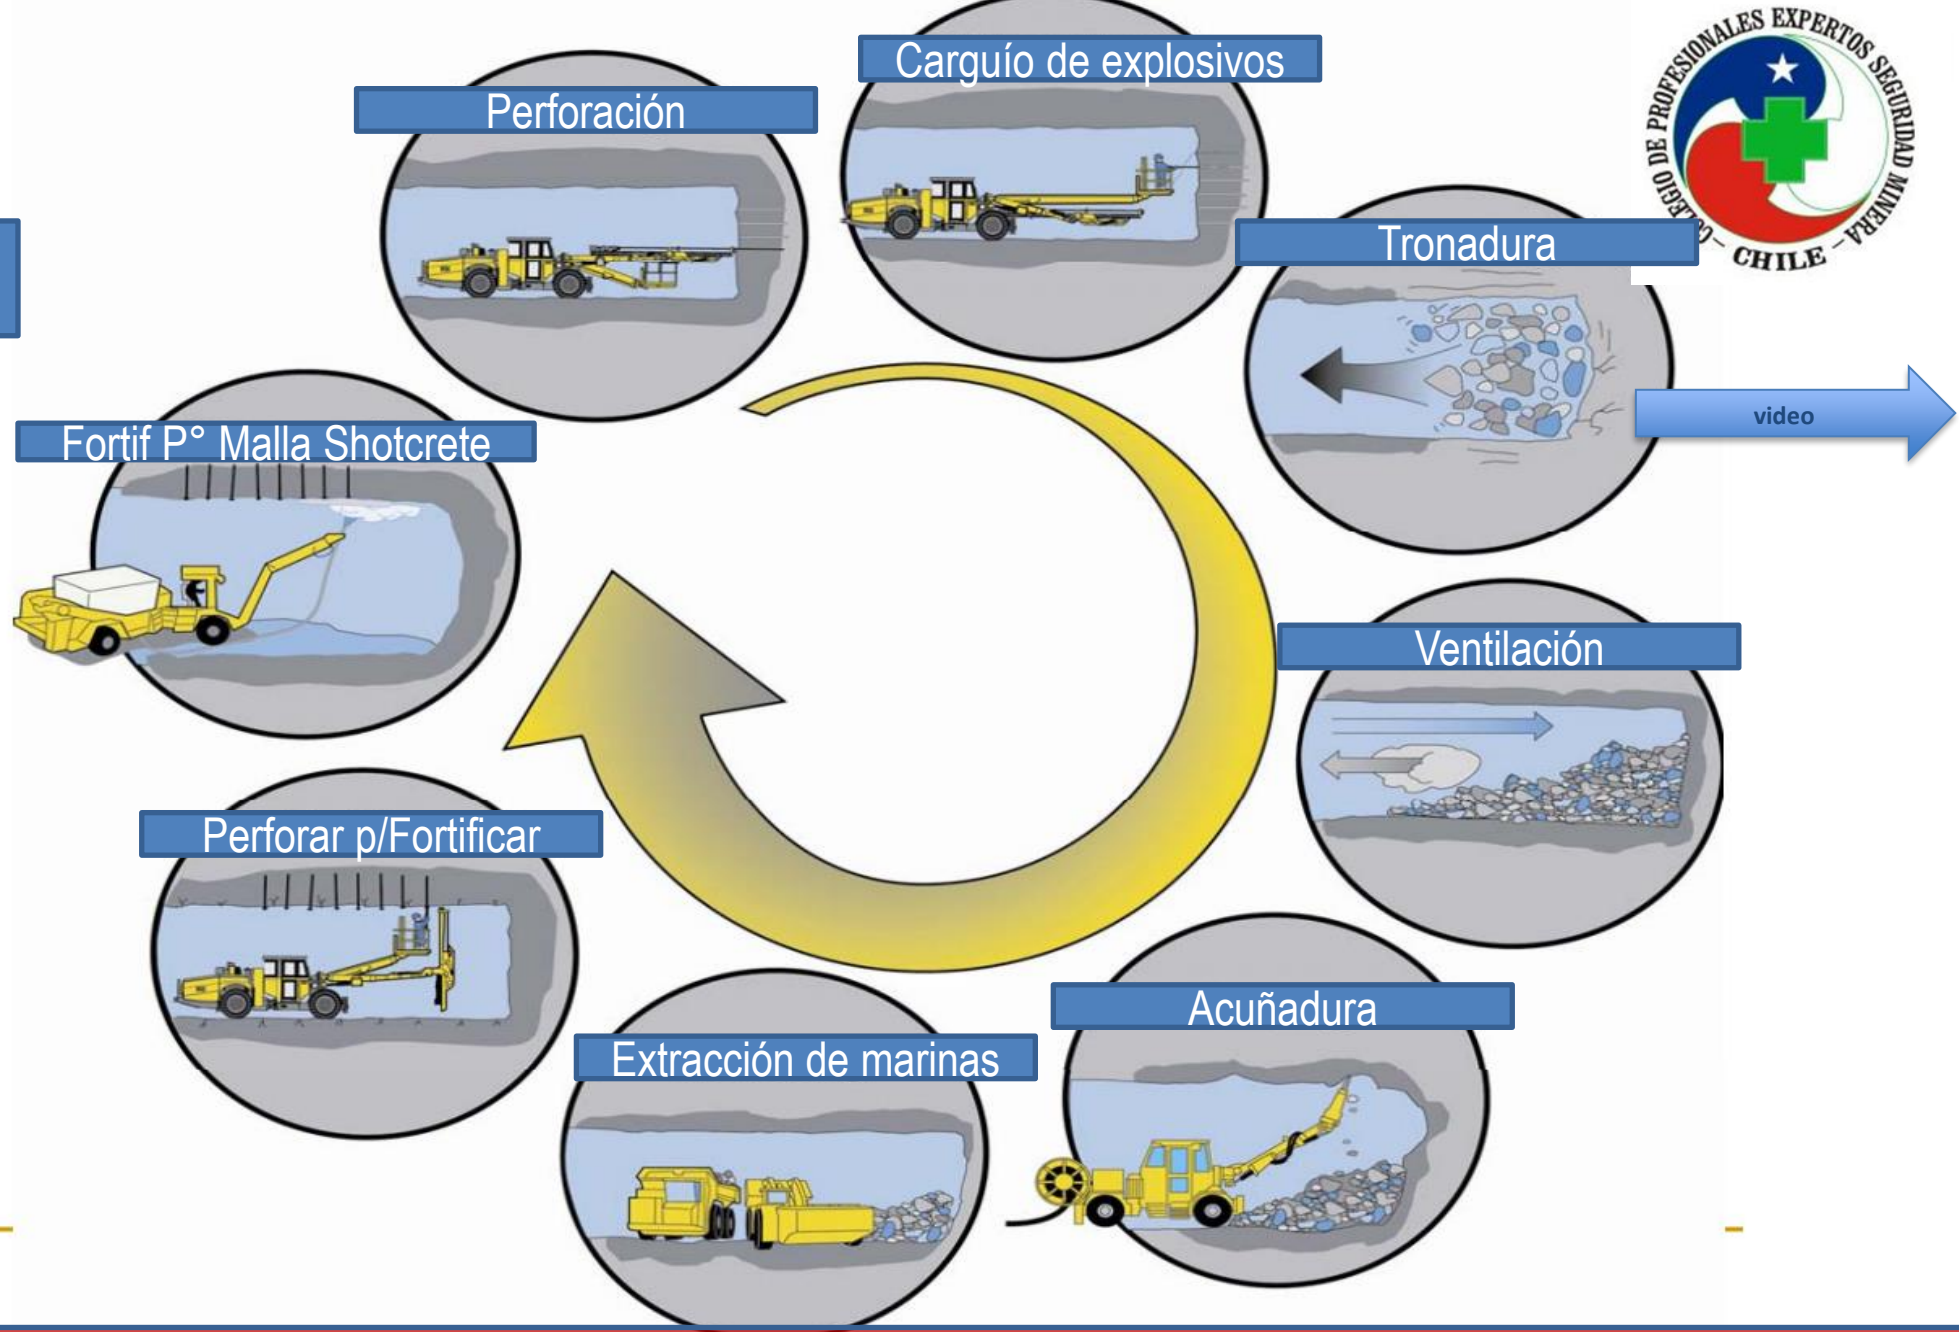 Carguío de explosivos
Perforación
COLEGIO DE PROFESIONALES EXPERTOS SEGURIDAD MINERA
– CHILE –
Tronadura
video
Fortif P° Malla Shotcrete
Ventilación
Perforar p/Fortificar
Acuñadura
Extracción de marinas